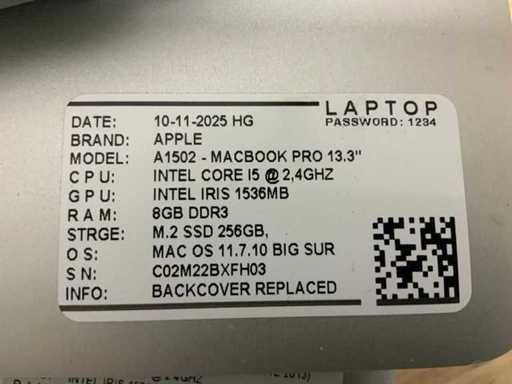 LAPTOP
PASSWORD: 1234
DATE: 10-11-2025 HG
BRAND: APPLE
MODEL: A1502 - MACBOOK PRO 13.3"
CPU: INTEL CORE I5 @ 2,4GHZ
GPU: INTEL IRIS 1536MB
RAM: 8GB DDR3
STRGE: M.2 SSD 256GB,
OS: MAC OS 11.7.10 BIG SUR
SN: C02M22BXFH03
INFO: BACKCOVER REPLACED